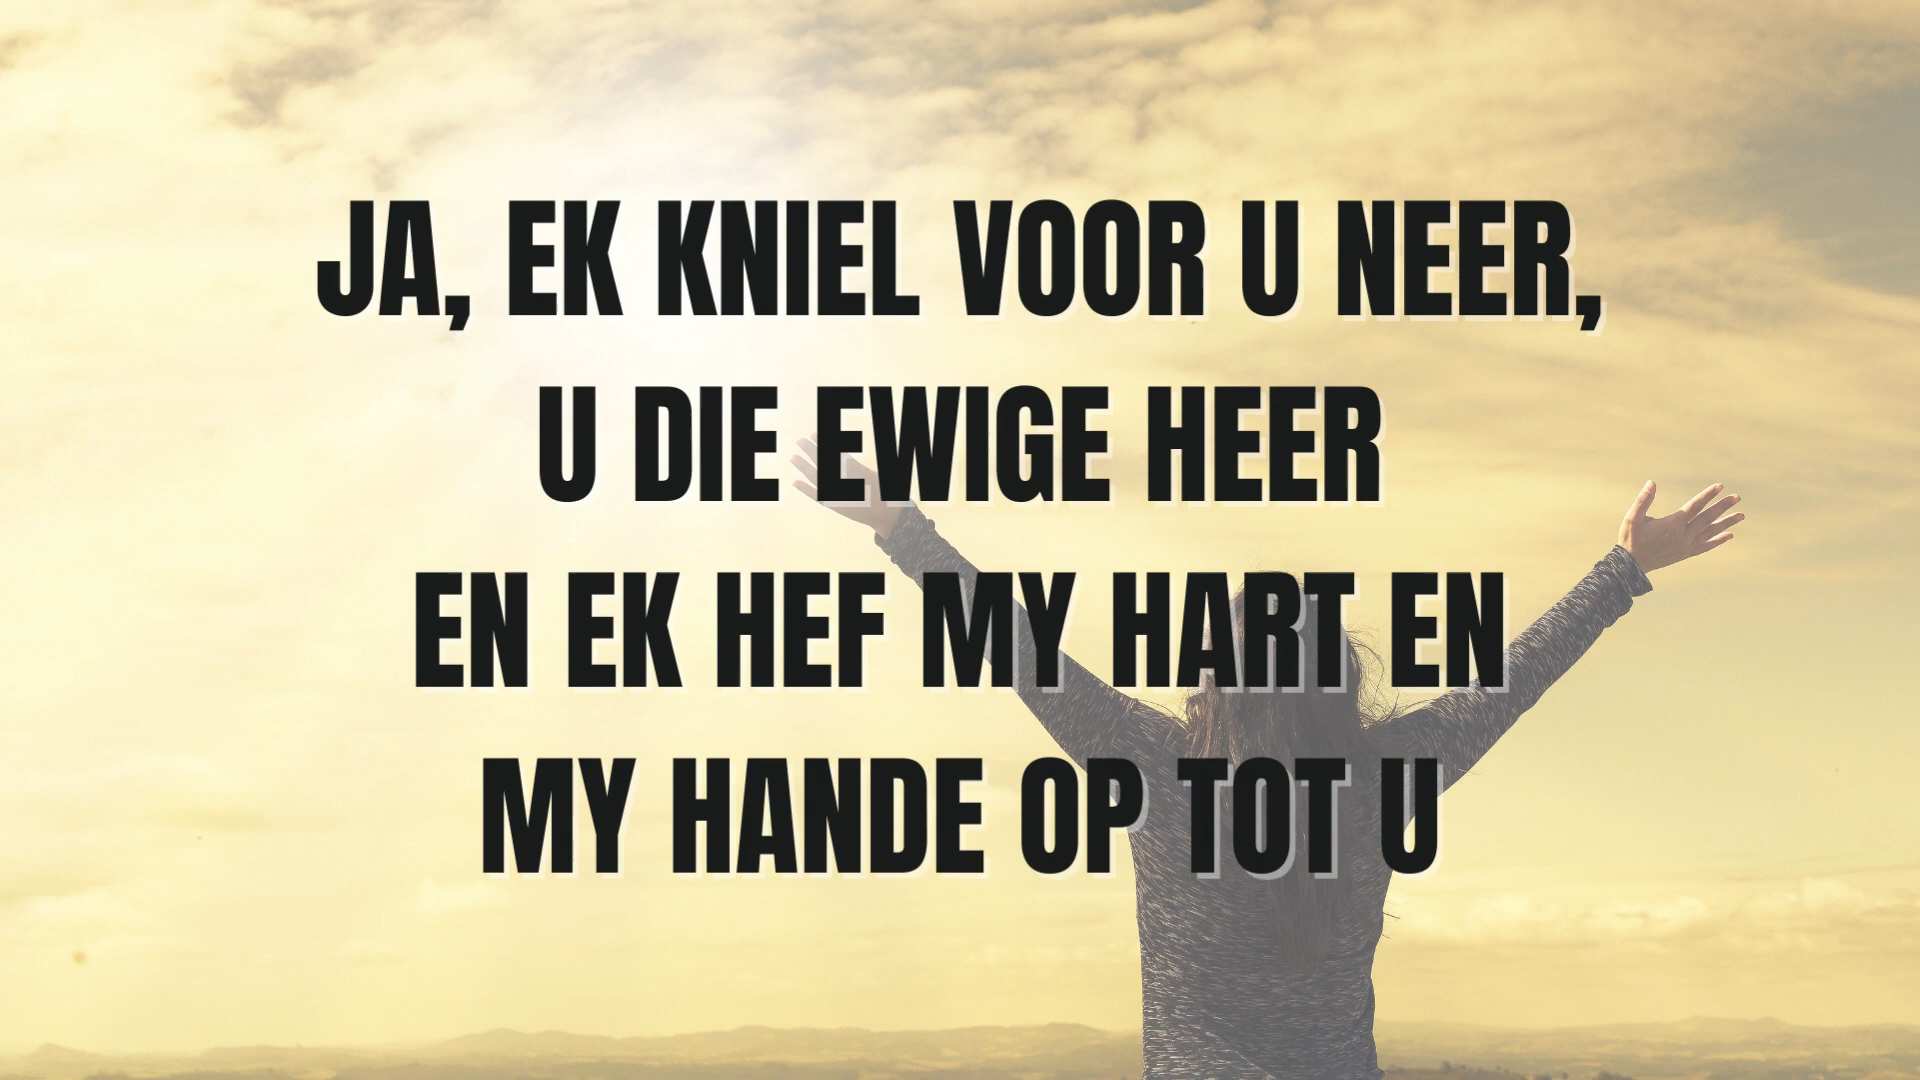 JA, EK KNIEL VOOR U NEER,
U DIE EWIGE HEER
EN EK HEF MY HART EN
MY HANDE OP TOT U